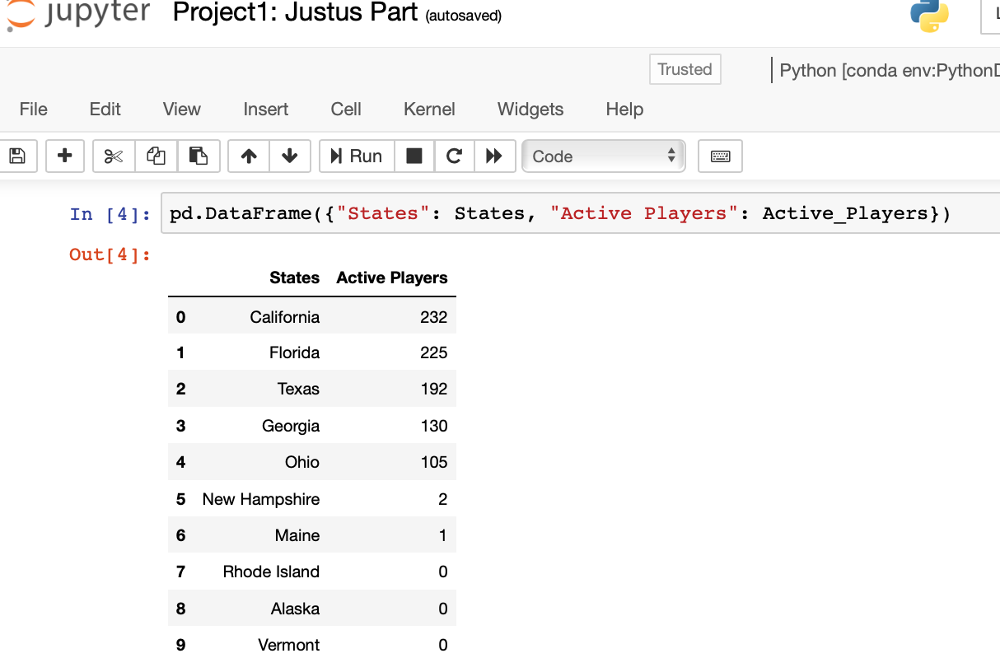 jupyter Project1: Justus Part (autosaved)
Trusted Python [conda env:PythonD
File Edit View Insert Cell Kernel Widgets Help
Run Code
In [4]: pd.DataFrame({"States": States, "Active Players": Active_Players})
Out[4]:
States Active Players
0 California 232
1 Florida 225
2 Texas 192
3 Georgia 130
4 Ohio 105
5 New Hampshire 2
6 Maine 1
7 Rhode Island 0
8 Alaska 0
9 Vermont 0